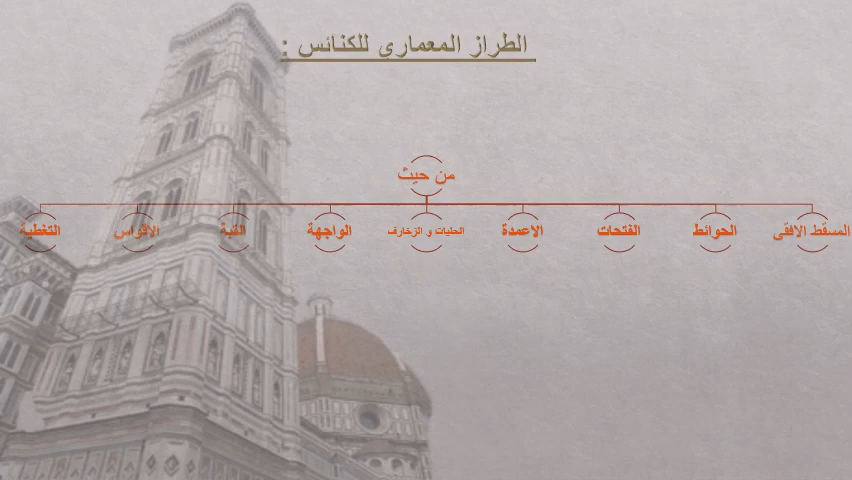 الطراز المعمارى للكنائس :
من حيث
المسقط الافقى
الحوائط
الفتحات
الاعمدة
الحليات و الزخارف
الواجهة
القبة
الاقواس
التغطية